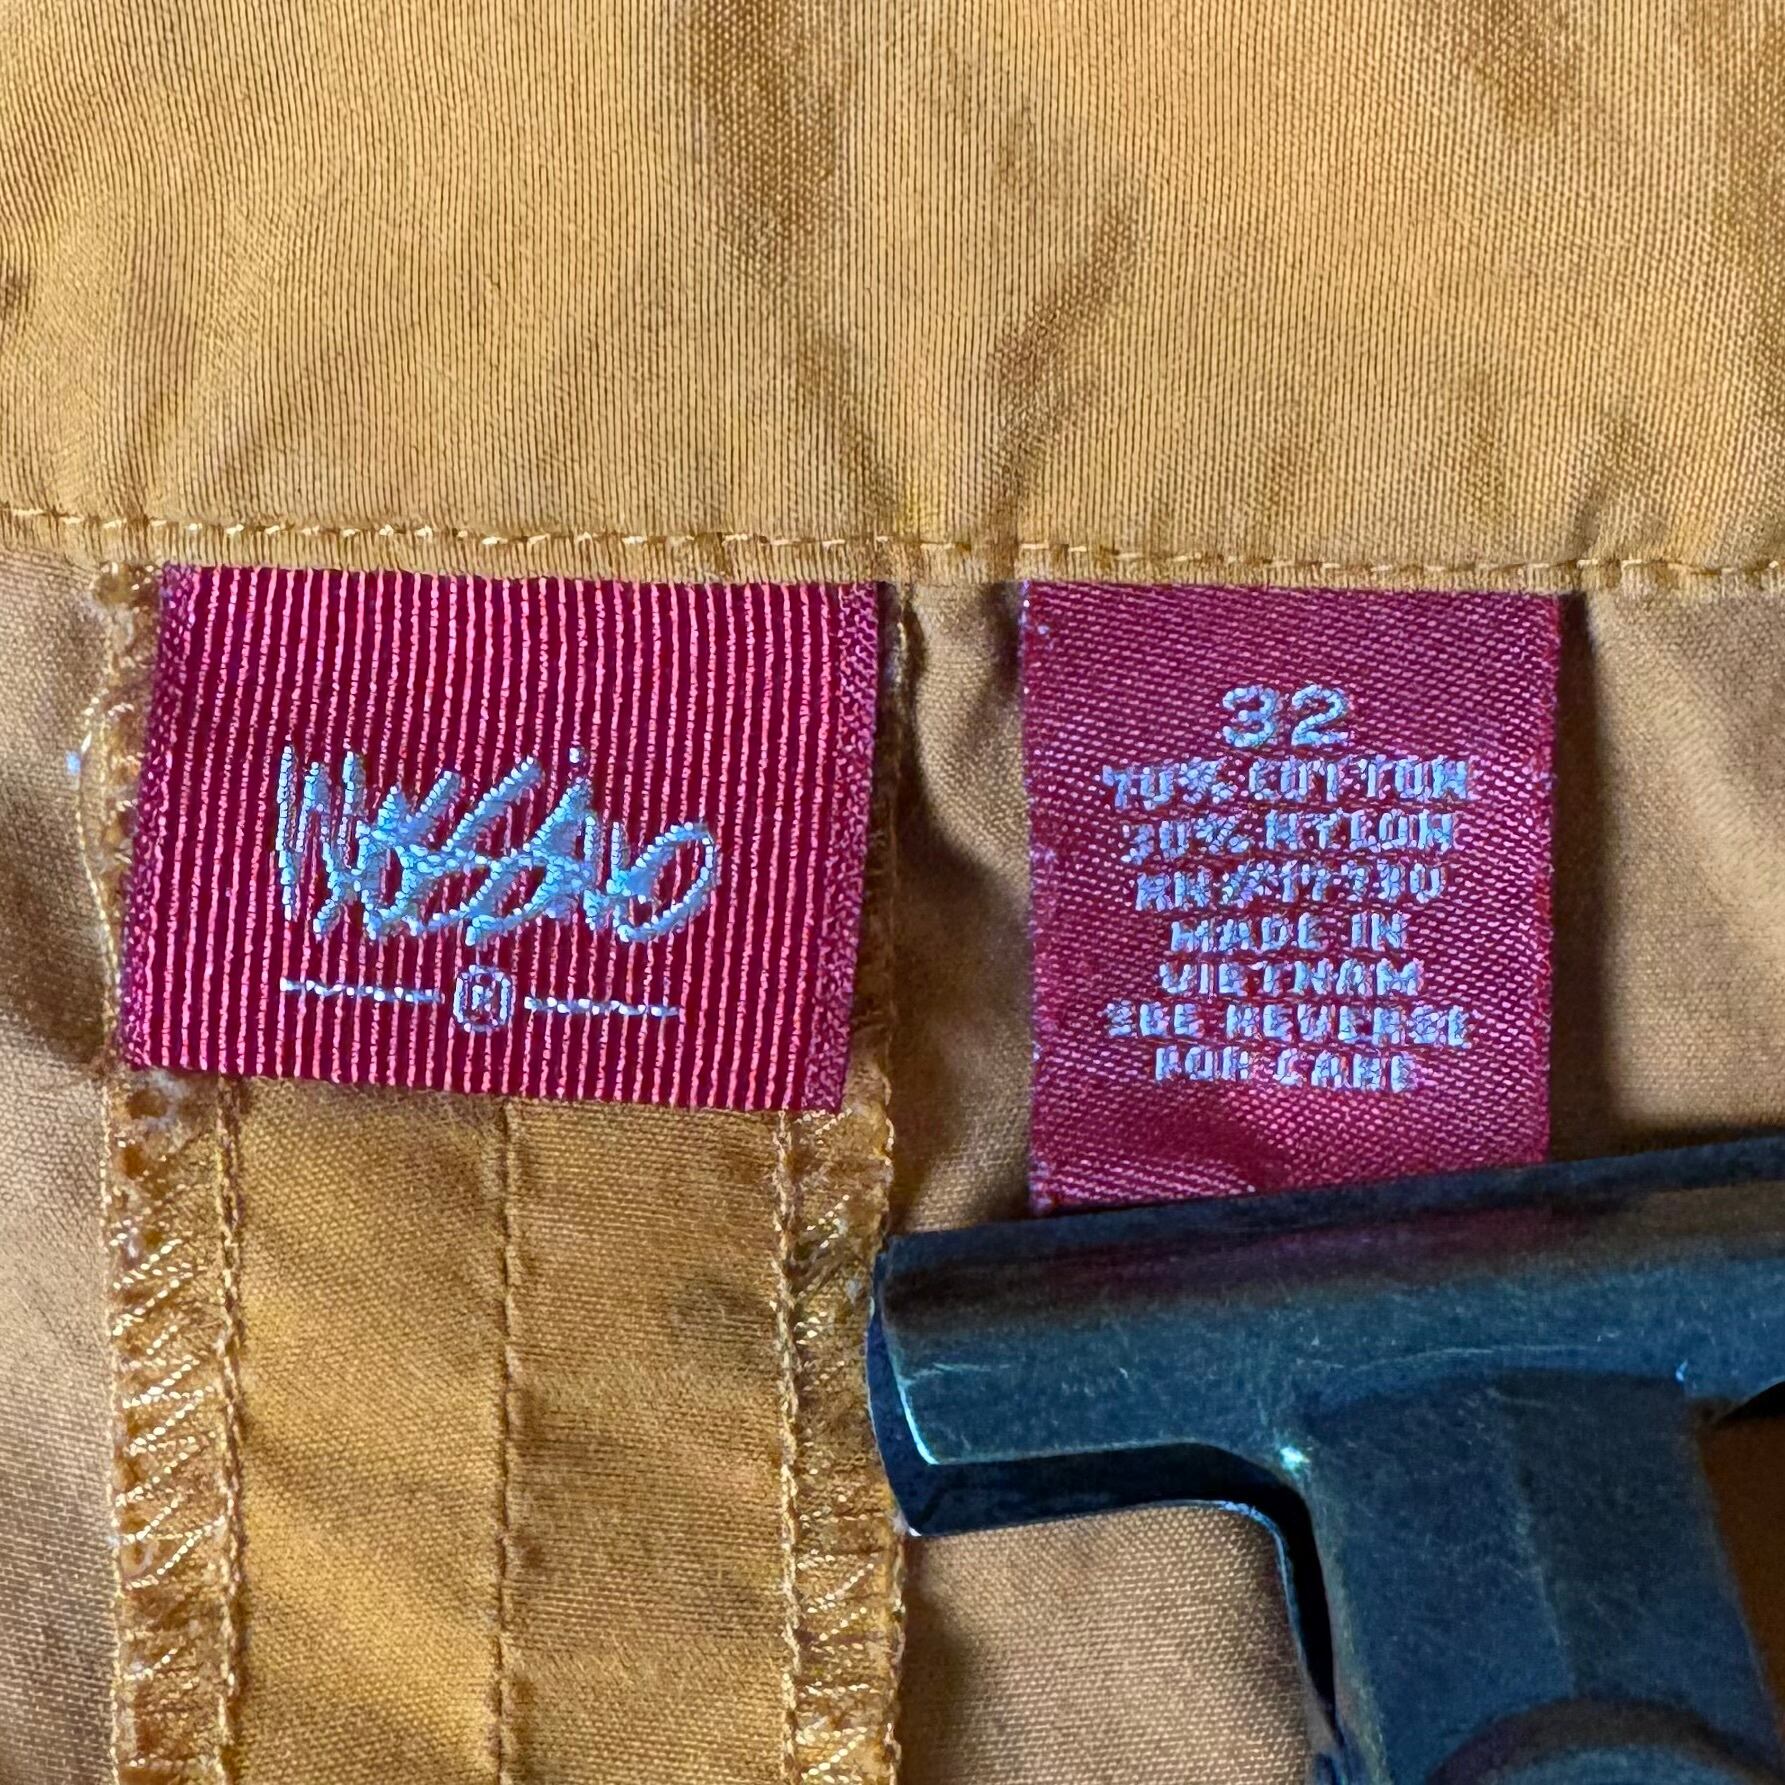 Mossimo
®
32
70% COTTON
30% NYLON
MADE IN
VIETNAM
SEE REVERSE
FOR CARE